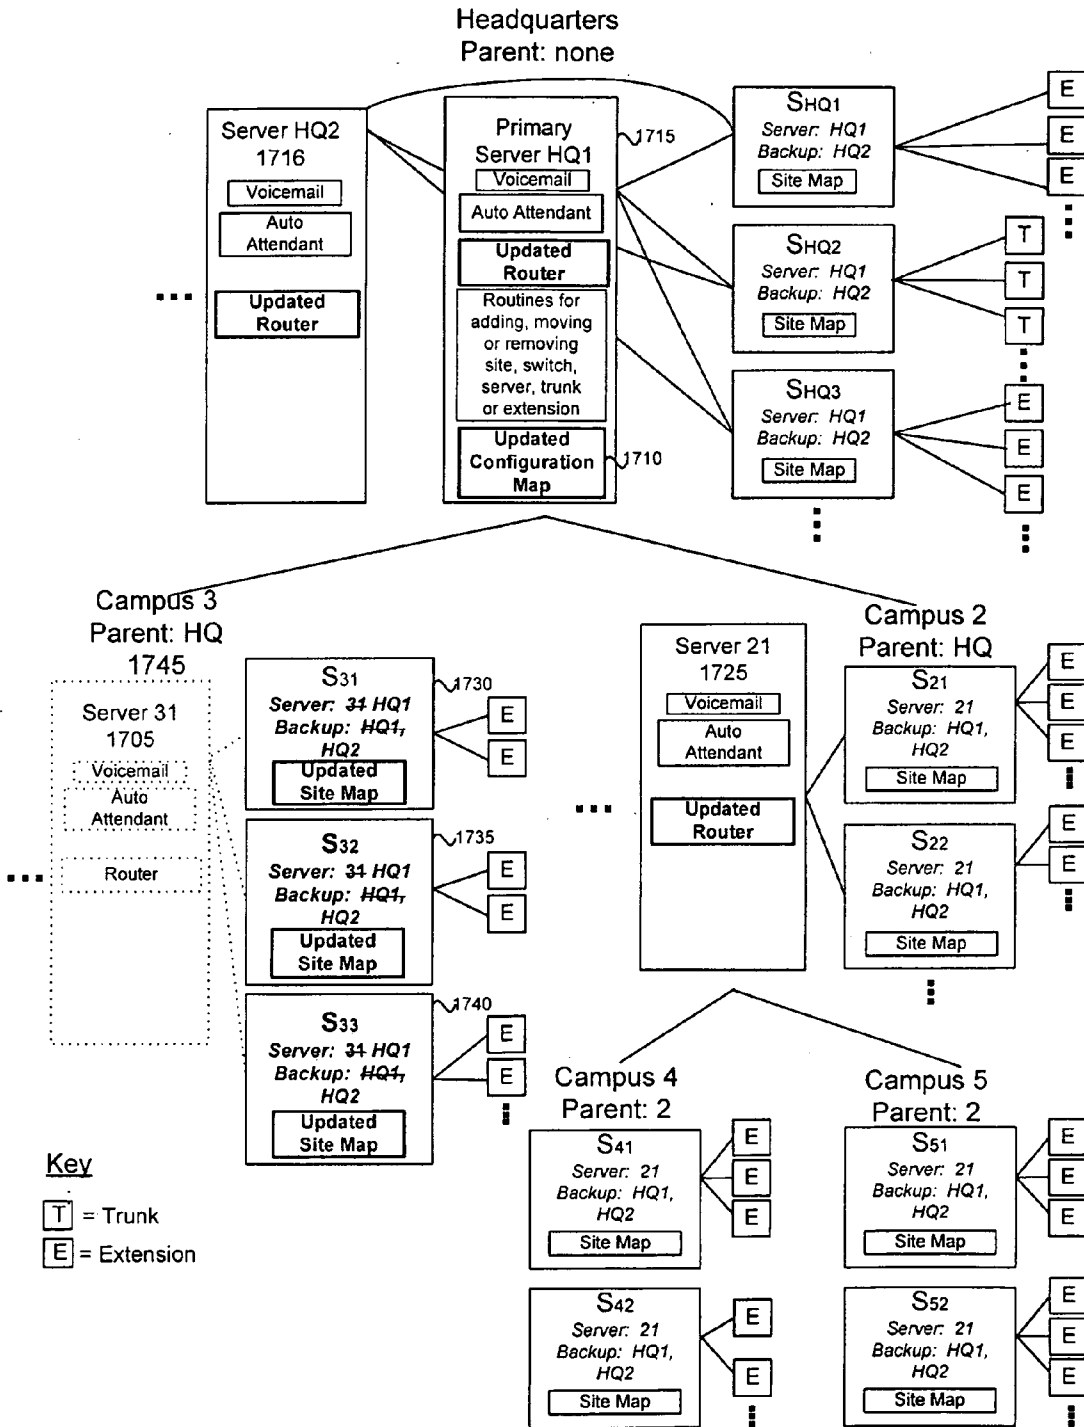 Headquarters
Parent: none
Server HQ2
1716
Voicemail
Auto
Attendant
Updated
Router
Primary
Server HQ1
1715
Voicemail
Auto Attendant
Updated
Router
Routines for
adding, moving
or removing
site, switch,
server, trunk
or extension
Updated
Configuration
Map
1710
SHQ1
Server: HQ1
Backup: HQ2
Site Map
E
E
E
SHQ2
Server: HQ1
Backup: HQ2
Site Map
T
T
T
SHQ3
Server: HQ1
Backup: HQ2
Site Map
E
E
E
Campus 3
Parent: HQ
1745
Server 31
1705
Voicemail
Auto
Attendant
Router
S31
1730
Server: 31 HQ1
Backup: HQ1,
HQ2
Updated
Site Map
E
E
S32
1735
Server: 31 HQ1
Backup: HQ1,
HQ2
Updated
Site Map
E
E
S33
1740
Server: 31 HQ1
Backup: HQ1,
HQ2
Updated
Site Map
E
E
Campus 2
Parent: HQ
Server 21
1725
Voicemail
Auto
Attendant
Updated
Router
S21
Server: 21
Backup: HQ1,
HQ2
Site Map
E
E
E
S22
Server: 21
Backup: HQ1,
HQ2
Site Map
E
E
Campus 4
Parent: 2
S41
Server: 21
Backup: HQ1,
HQ2
Site Map
E
E
E
S42
Server: 21
Backup: HQ1,
HQ2
Site Map
E
E
Campus 5
Parent: 2
S51
Server: 21
Backup: HQ1,
HQ2
Site Map
E
E
E
S52
Server: 21
Backup: HQ1,
HQ2
Site Map
E
E
E
Key
T = Trunk
E = Extension